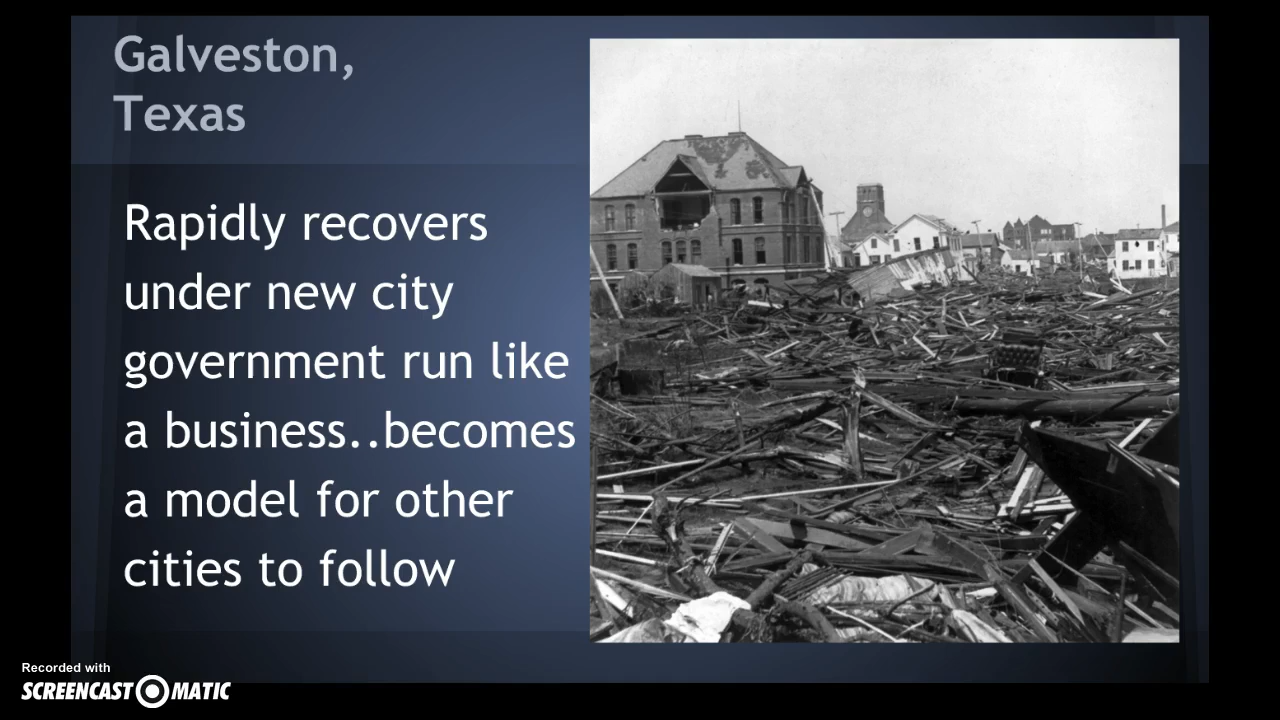 Galveston,
Texas
Rapidly recovers
under new city
government run like
a business..becomes
a model for other
cities to follow
Recorded with
SCREENCAST MATIC